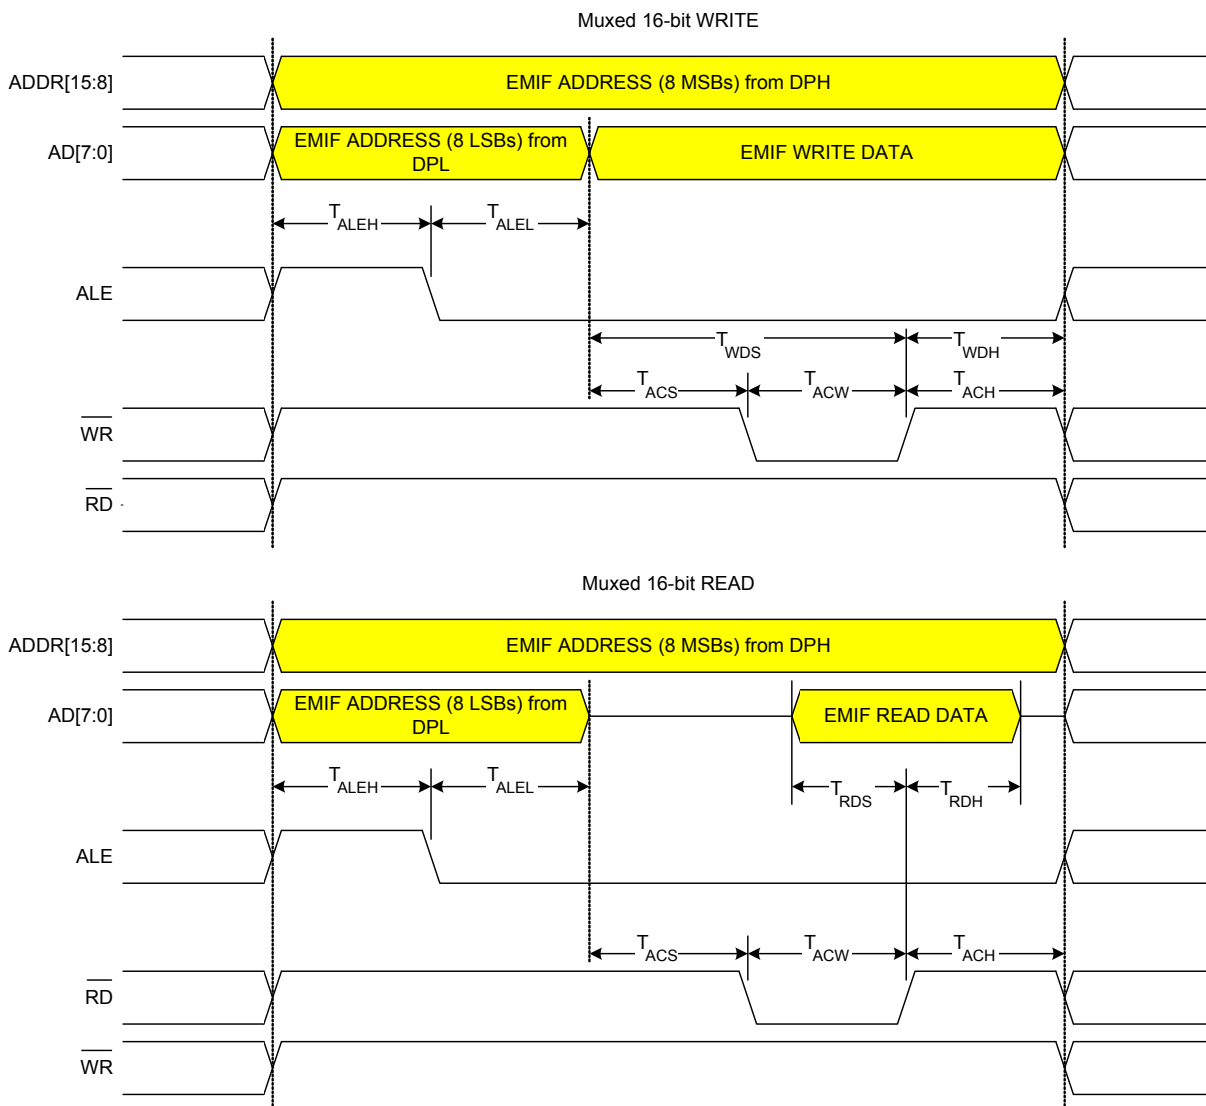 Muxed 16-bit WRITE
ADDR[15:8]
EMIF ADDRESS (8 MSBs) from DPH
AD[7:0]
EMIF ADDRESS (8 LSBs) from
DPL
EMIF WRITE DATA
TALEH
TALEL
ALE
TWDS
TWDH
TACS
TACW
TACH
WR
RD
Muxed 16-bit READ
ADDR[15:8]
EMIF ADDRESS (8 MSBs) from DPH
AD[7:0]
EMIF ADDRESS (8 LSBs) from
DPL
EMIF READ DATA
TALEH
TALEL
TRDS
TRDH
ALE
TACS
TACW
TACH
RD
WR